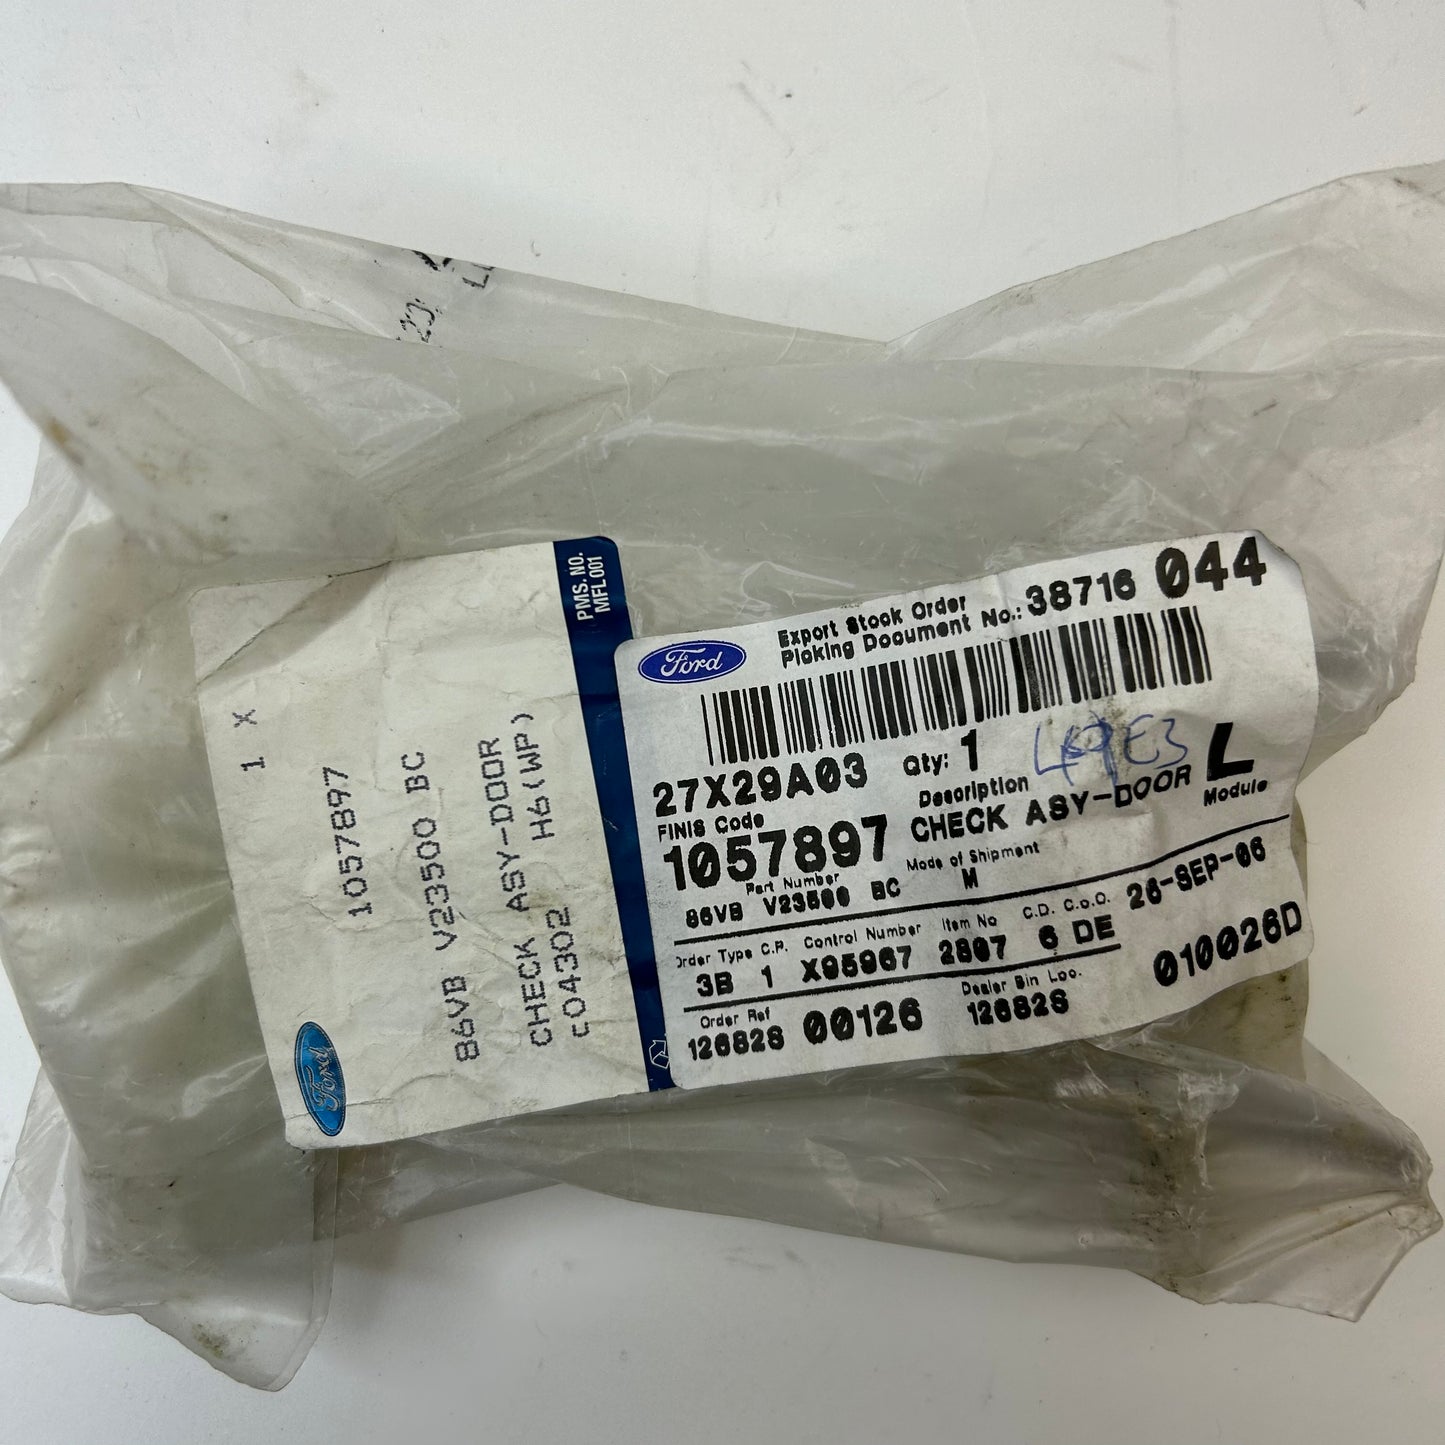 PMS. NO.
MFL001
1 X
1057897
86VB V23500 BC
CHECK ASY-DOOR
C04302 H6(WP)
Ford
Ford
Export Stook Order
Picking Document No.: 38716 044
27X29A03 Qty: 1 L
FINIS Code Description Module
1057897 CHECK ASY-DOOR
Part Number Mode of Shipment
86VB V23500 BC M
Order Type C.P. Control Number Item No C.D. C.o.O. 26-SEP-06
3B 1 X95967 2897 6 DE
Order Ref Dealer Bin Loc. 010026D
12682S 00126 12682S